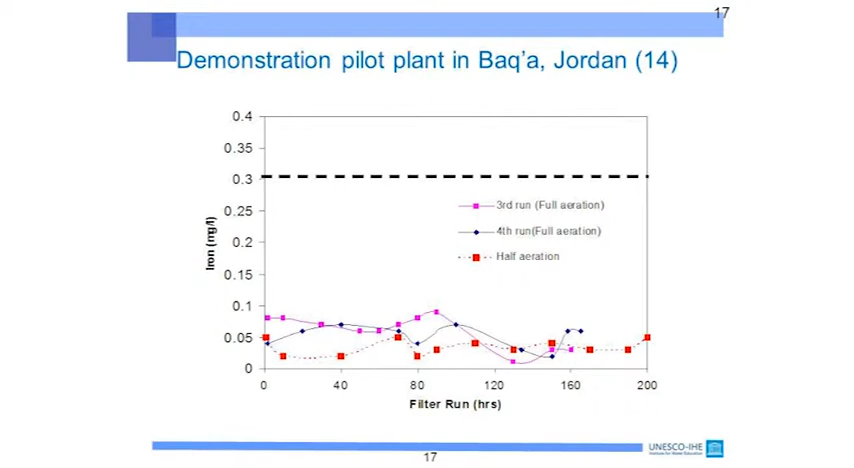 17
Demonstration pilot plant in Baq'a, Jordan (14)
0.4
0.35
0.3
0.25
0.2
0.15
0.1
0.05
0
Iron (mg/l)
3rd run (Full aeration)
4th run(Full aeration)
Half aeration
0 40 80 120 160 200
Filter Run (hrs)
UNESCO-IHE
Institute for Water Education
17